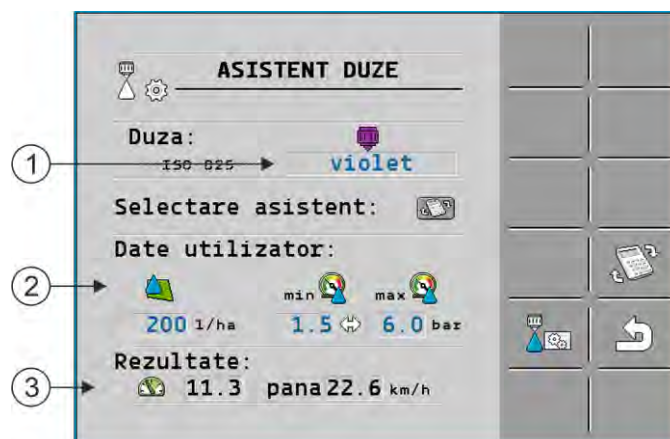 ASISTENT DUZE
Duza:
1 ISO 025 violet
Selectare asistent:
Date utilizator:
2 min max
200 l/ha 1.5 6.0 bar
Rezultate:
3 11.3 pana 22.6 km/h